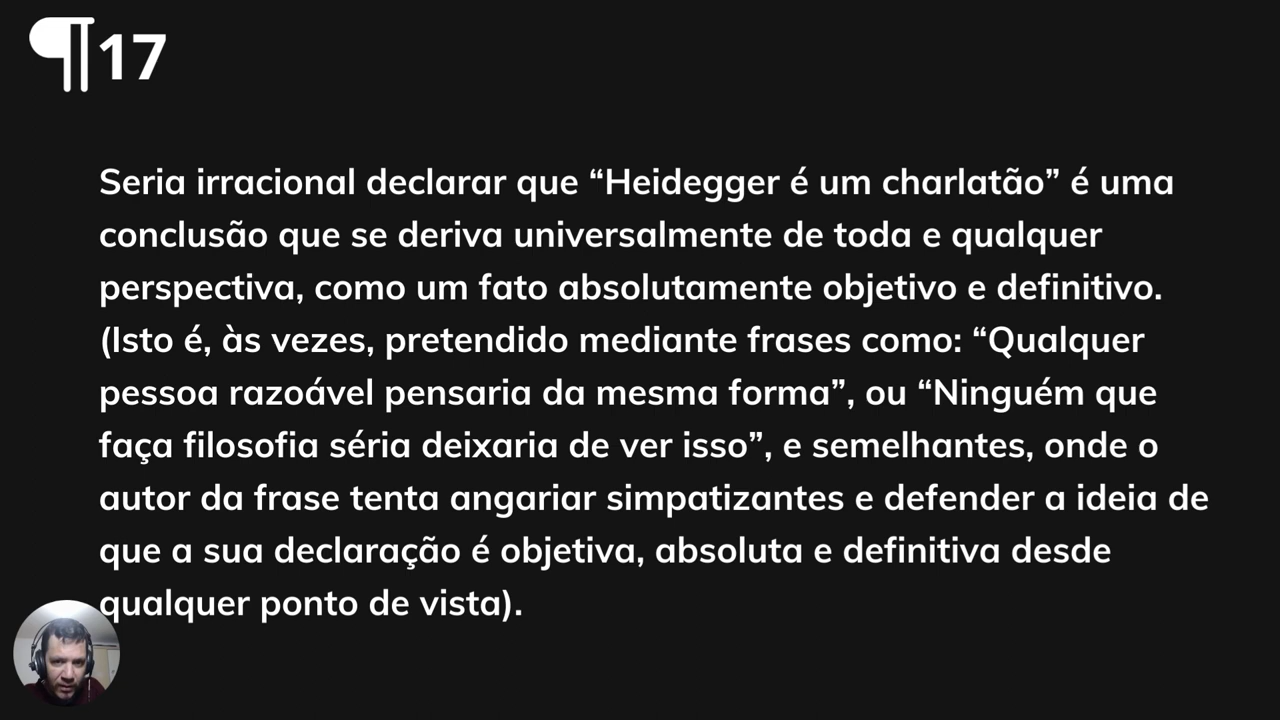 ¶17
Seria irracional declarar que “Heidegger é um charlatão” é uma
conclusão que se deriva universalmente de toda e qualquer
perspectiva, como um fato absolutamente objetivo e definitivo.
(Isto é, às vezes, pretendido mediante frases como: “Qualquer
pessoa razoável pensaria da mesma forma”, ou “Ninguém que
faça filosofia séria deixaria de ver isso”, e semelhantes, onde o
autor da frase tenta angariar simpatizantes e defender a ideia de
que a sua declaração é objetiva, absoluta e definitiva desde
qualquer ponto de vista).